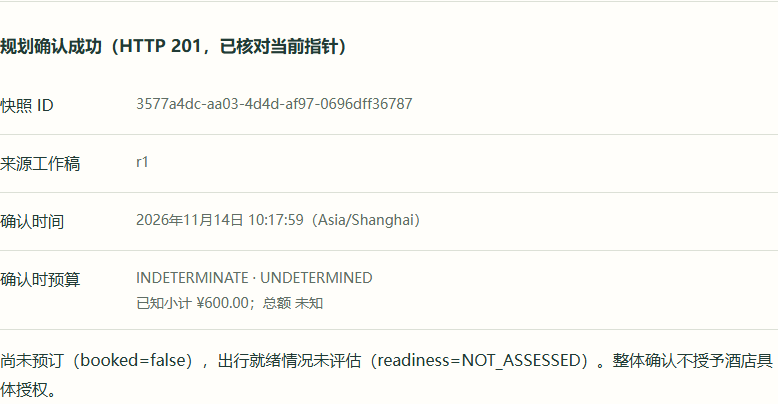 规划确认成功（HTTP 201，已核对当前指针）
快照 ID 3577a4dc-aa03-4d4d-af97-0696dff36787
来源工作稿 r1
确认时间 2026年11月14日 10:17:59（Asia/Shanghai）
确认时预算 INDETERMINATE · UNDETERMINED
已知小计 ¥600.00；总额 未知
尚未预订（booked=false），出行就绪情况未评估（readiness=NOT_ASSESSED）。整体确认不授予酒店具
体授权。